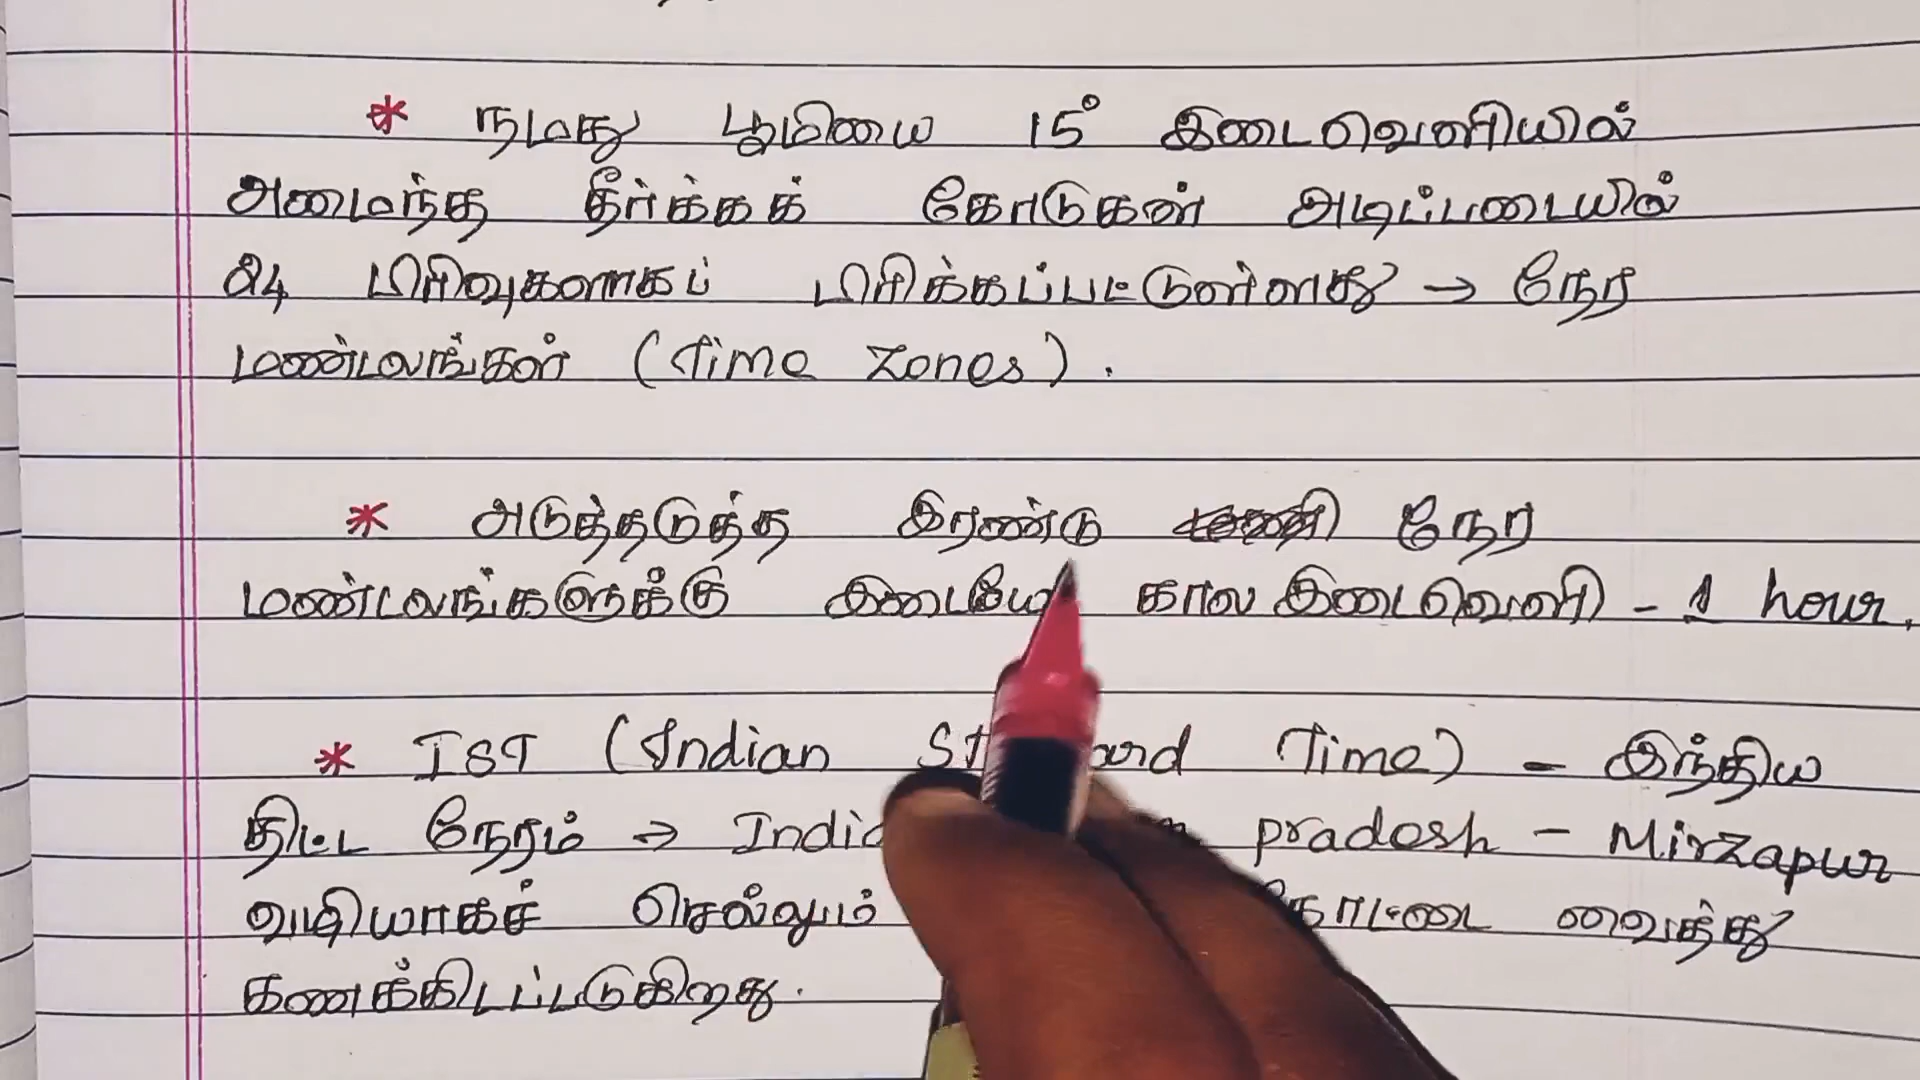 * நமது பூமியை 15° இடைவெளியில்
அமைந்த தீர்க்கக் கோடுகள் அடிப்படையில்
24 பிரிவுகளாகப் பிரிக்கப்பட்டுள்ளது → நேர
மண்டலங்கள் (Time Zones).
* அடுத்தடுத்த இரண்டு நேர
மண்டலங்களுக்கு இடையே கால இடைவெளி - 1 hour.
* IST (Indian Time) - இந்திய
திட்ட நேரம் → pradesh - Mirzapur
வழியாகச் செல்லும் வைத்து
கணக்கிடப்படுகிறது.